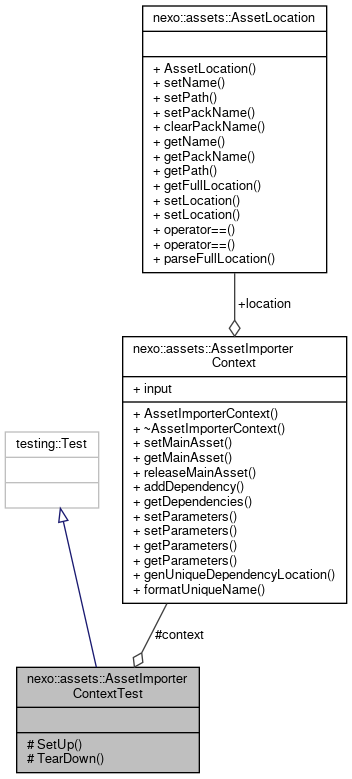 nexo::assets::AssetLocation
+ AssetLocation()
+ setName()
+ setPath()
+ setPackName()
+ clearPackName()
+ getName()
+ getPackName()
+ getPath()
+ getFullLocation()
+ setLocation()
+ setLocation()
+ operator==()
+ operator==()
+ parseFullLocation()
+location
nexo::assets::AssetImporter
Context
+ input
+ AssetImporterContext()
+ ~AssetImporterContext()
+ setMainAsset()
+ getMainAsset()
+ releaseMainAsset()
+ addDependency()
+ getDependencies()
+ setParameters()
+ setParameters()
+ getParameters()
+ getParameters()
+ genUniqueDependencyLocation()
+ formatUniqueName()
testing::Test
#context
nexo::assets::AssetImporter
ContextTest
# SetUp()
# TearDown()